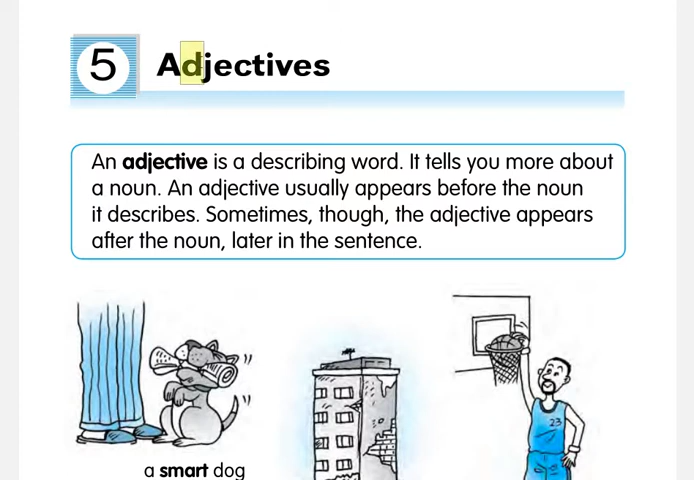 5 Adjectives
An adjective is a describing word. It tells you more about
a noun. An adjective usually appears before the noun
it describes. Sometimes, though, the adjective appears
after the noun, later in the sentence.
23
a smart dog